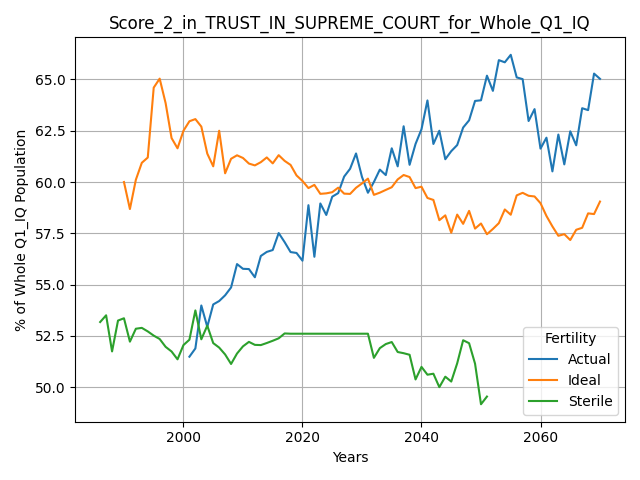 Score_2_in_TRUST_IN_SUPREME_COURT_for_Whole_Q1_IQ
% of Whole Q1_IQ Population
65.0
62.5
60.0
57.5
55.0
52.5
50.0
Fertility
Actual
Ideal
Sterile
2000
2020
2040
2060
Years